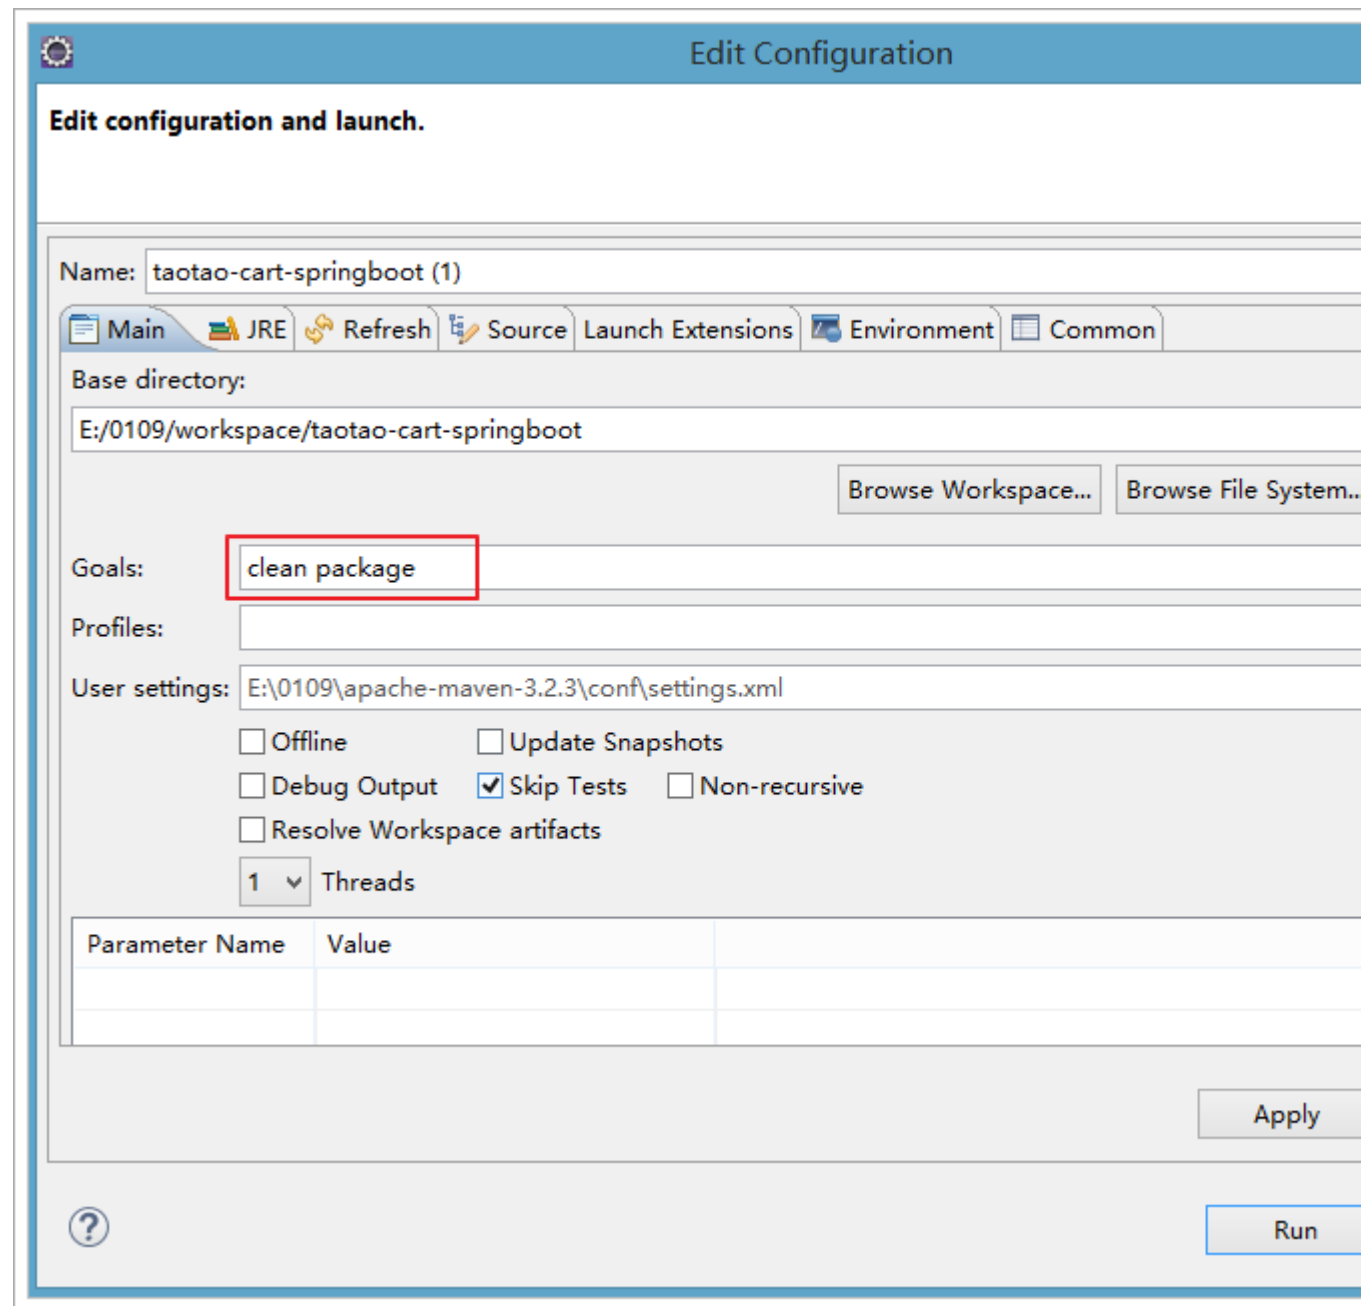 Edit Configuration
Edit configuration and launch.
Name: taotao-cart-springboot (1)
Main JRE Refresh Source Launch Extensions Environment Common
Base directory:
E:/0109/workspace/taotao-cart-springboot
Browse Workspace... Browse File System...
Goals: clean package
Profiles:
User settings: E:\0109\apache-maven-3.2.3\conf\settings.xml
Offline Update Snapshots
Debug Output Skip Tests Non-recursive
Resolve Workspace artifacts
1 Threads
Parameter Name Value
Apply
Run